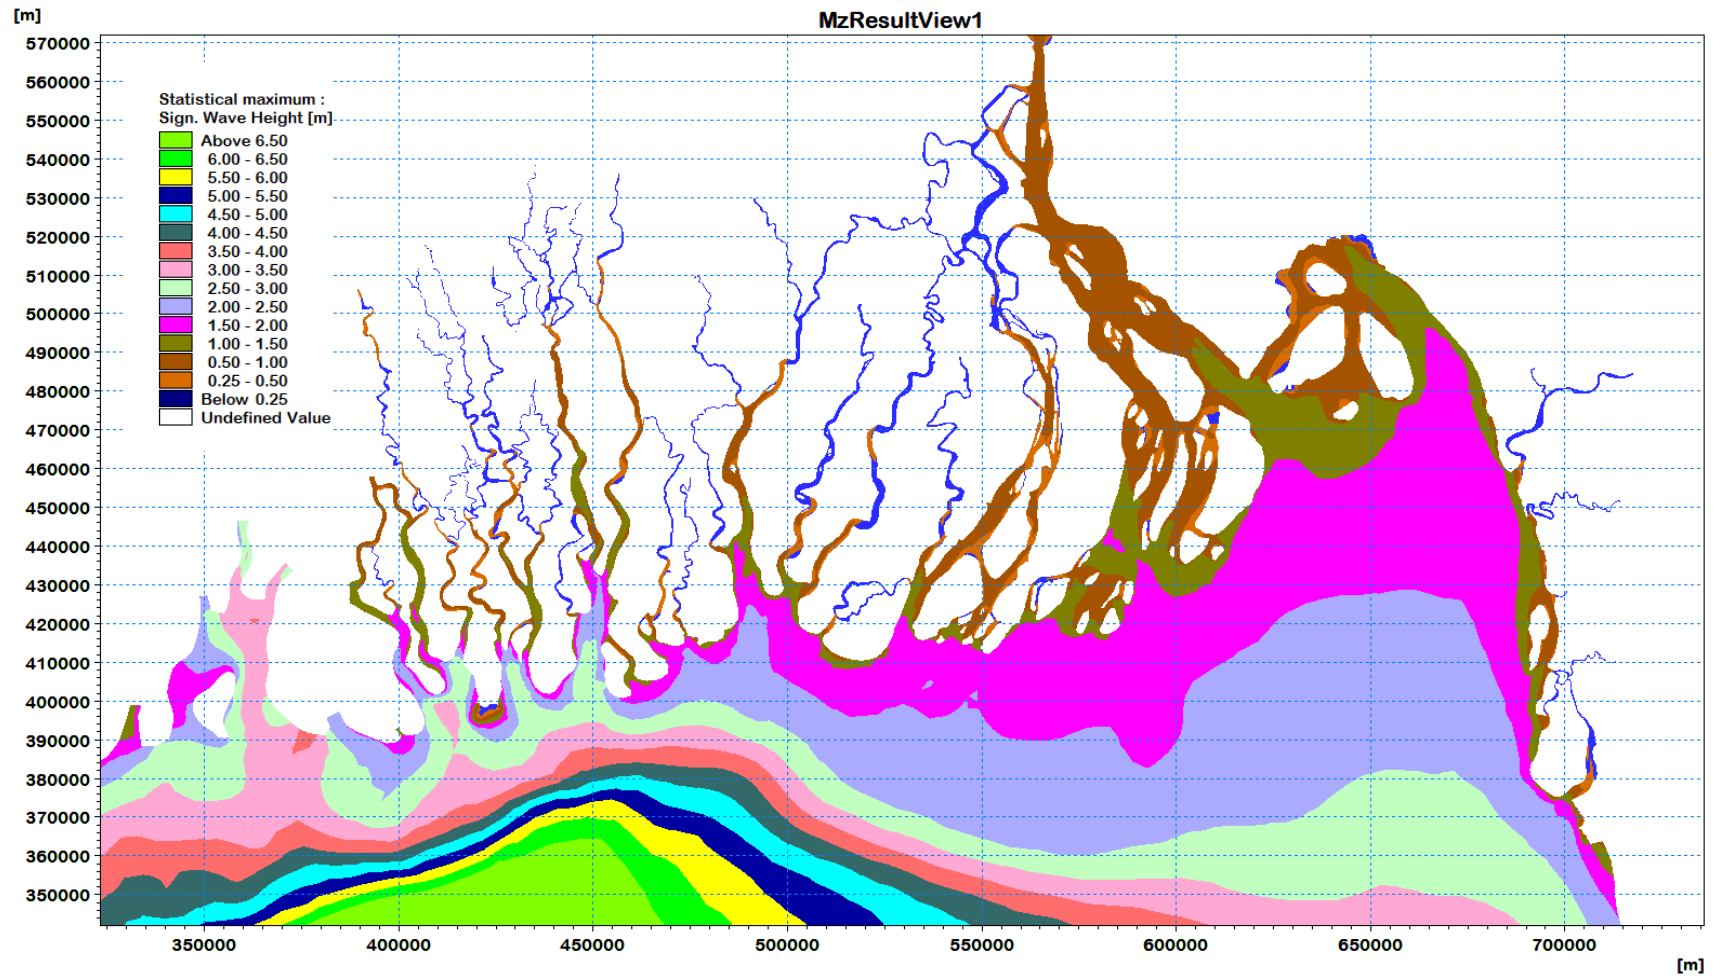 [m]
MzResultView1
570000
560000
550000
540000
530000
520000
510000
500000
490000
480000
470000
460000
450000
440000
430000
420000
410000
400000
390000
380000
370000
360000
350000
Statistical maximum :
Sign. Wave Height [m]
Above 6.50
6.00 - 6.50
5.50 - 6.00
5.00 - 5.50
4.50 - 5.00
4.00 - 4.50
3.50 - 4.00
3.00 - 3.50
2.50 - 3.00
2.00 - 2.50
1.50 - 2.00
1.00 - 1.50
0.50 - 1.00
0.25 - 0.50
Below 0.25
Undefined Value
350000 400000 450000 500000 550000 600000 650000 700000
[m]